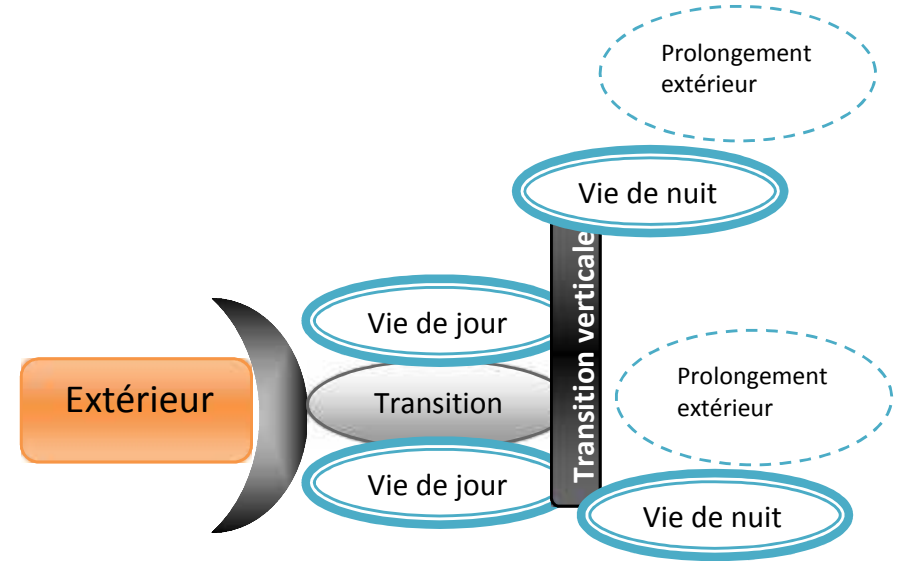 Prolongement
extérieur
Vie de nuit
Transition verticale
Vie de jour
Extérieur
Transition
Prolongement
extérieur
Vie de jour
Vie de nuit